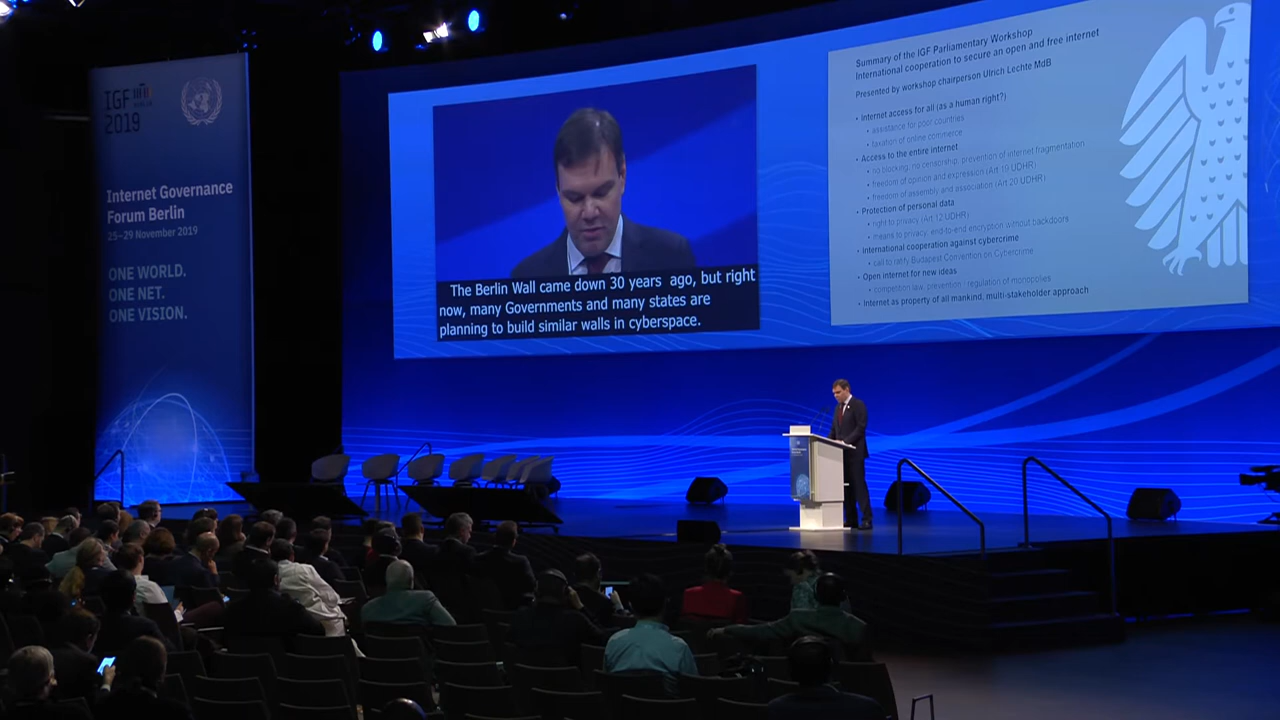 IGF
2019
Internet Governance
Forum Berlin
25–29 November 2019
ONE WORLD.
ONE NET.
ONE VISION.
The Berlin Wall came down 30 years ago, but right
now, many Governments and many states are
planning to build similar walls in cyberspace.
Summary of the IGF Parliamentary Workshop
International cooperation to secure an open and free internet
Presented by workshop chairperson Ulrich Lechte MdB
• Internet access for all (as a human right?)
• assistance for poor countries
• taxation of online commerce
• Access to the entire internet
• no blocking, no censorship, prevention of internet fragmentation
• freedom of opinion and expression (Art 19 UDHR)
• freedom of assembly and association (Art 20 UDHR)
• Protection of personal data
• right to privacy (Art 12 UDHR)
• means to privacy: end-to-end encryption without backdoors
• International cooperation against cybercrime
• call to ratify Budapest Convention on Cybercrime
• Open internet for new ideas
• competition law, prevention - regulation of monopolies
• Internet as property of all mankind, multi-stakeholder approach